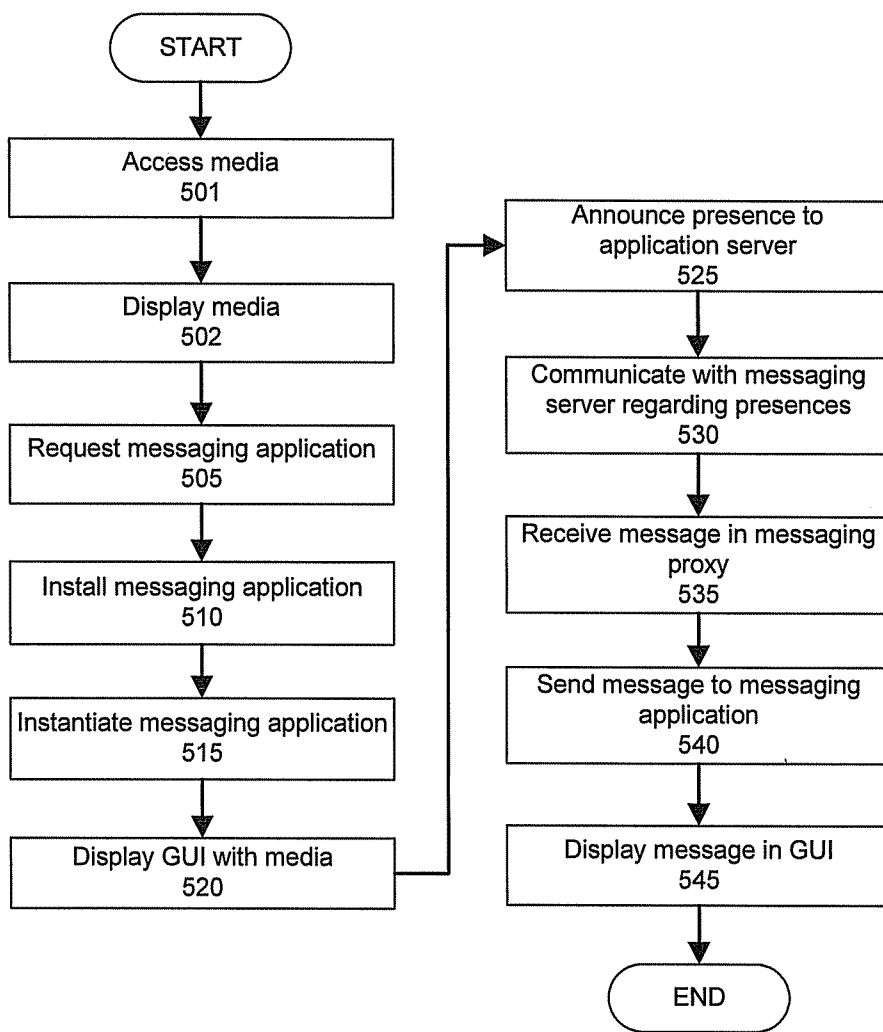 START
Access media
501
Display media
502
Request messaging application
505
Install messaging application
510
Instantiate messaging application
515
Display GUI with media
520
Announce presence to
application server
525
Communicate with messaging
server regarding presences
530
Receive message in messaging
proxy
535
Send message to messaging
application
540
Display message in GUI
545
END